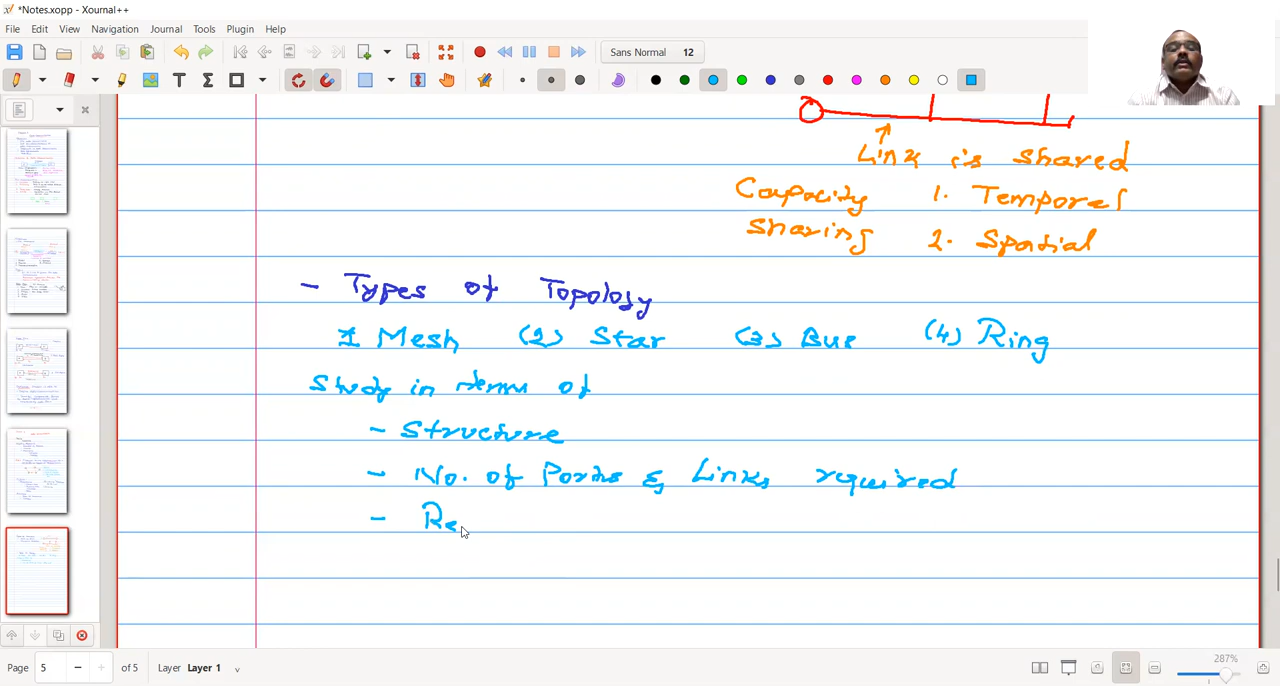 *Notes.xopp - Xournal++
File Edit View Navigation Journal Tools Plugin Help
Sans Normal 12
Link is shared
Capacity 1. Temporal
sharing 2. Spatial
- Types of Topology
1 Mesh (2) Star (3) Bus (4) Ring
Study in terms of
- Structure
- No. of Ports & Links required
- Re
Page 5 of 5 Layer Layer 1 287%